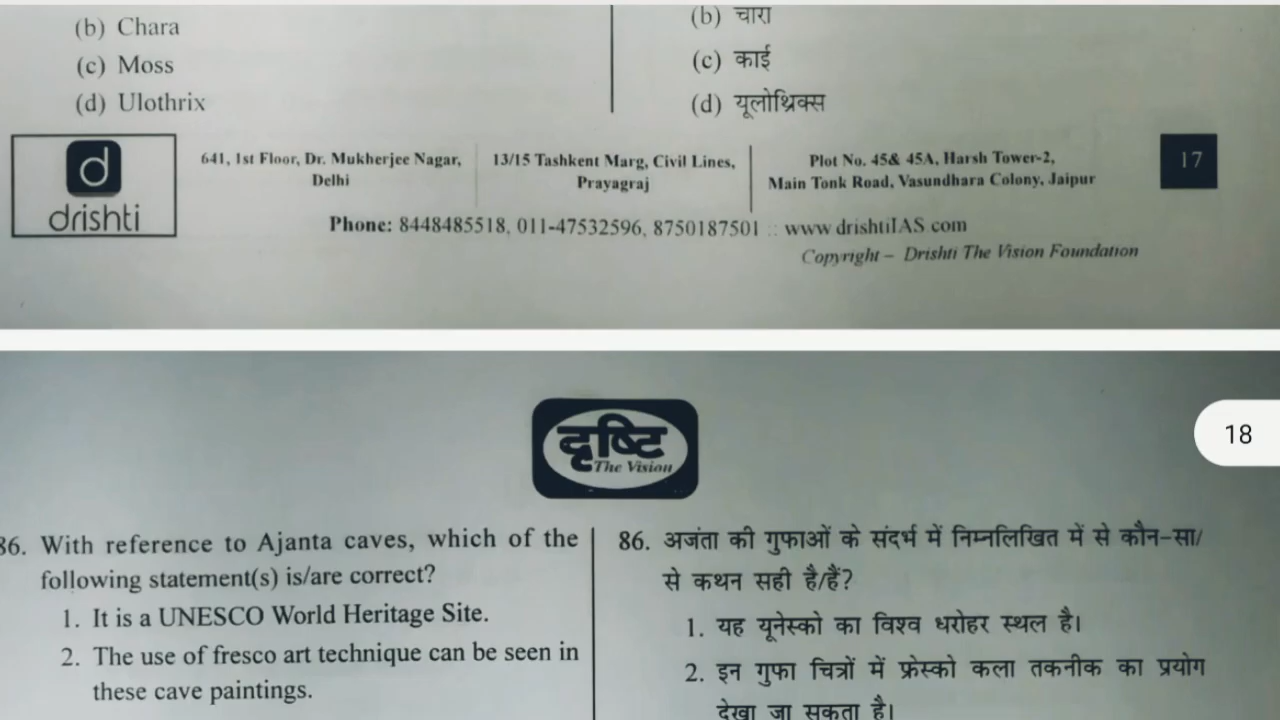 (b) Chara
(c) Moss
(d) Ulothrix
(b) चारा
(c) काई
(d) यूलोथ्रिक्स
d
drishti
641, 1st Floor, Dr. Mukherjee Nagar,
Delhi
13/15 Tashkent Marg, Civil Lines,
Prayagraj
Plot No. 45& 45A, Harsh Tower-2,
Main Tonk Road, Vasundhara Colony, Jaipur
17
Phone: 8448485518, 011-47532596, 8750187501 :: www drishtiIAS com
Copyright – Drishti The Vision Foundation
18
दृष्टि
The Vision
86. With reference to Ajanta caves, which of the
following statement(s) is/are correct?
1. It is a UNESCO World Heritage Site.
2. The use of fresco art technique can be seen in
these cave paintings.
86. अजंता की गुफाओं के संदर्भ में निम्नलिखित में से कौन-सा/
से कथन सही है/हैं?
1. यह यूनेस्को का विश्व धरोहर स्थल है।
2. इन गुफा चित्रों में फ्रेस्को कला तकनीक का प्रयोग
देखा जा सकता है।